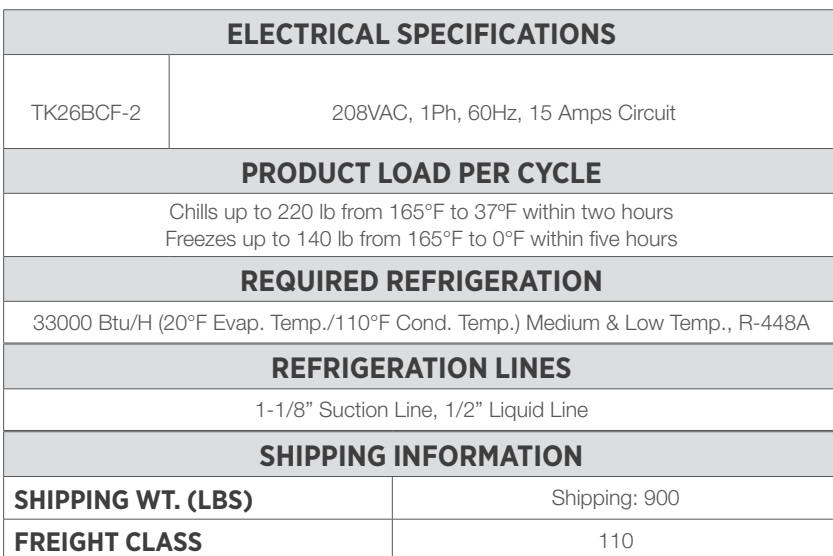 ELECTRICAL SPECIFICATIONS
TK26BCF-2 208VAC, 1Ph, 60Hz, 15 Amps Circuit
PRODUCT LOAD PER CYCLE
Chills up to 220 lb from 165°F to 37ºF within two hours
Freezes up to 140 lb from 165°F to 0°F within five hours
REQUIRED REFRIGERATION
33000 Btu/H (20°F Evap. Temp./110°F Cond. Temp.) Medium & Low Temp., R-448A
REFRIGERATION LINES
1-1/8” Suction Line, 1/2” Liquid Line
SHIPPING INFORMATION
SHIPPING WT. (LBS) Shipping: 900
FREIGHT CLASS 110